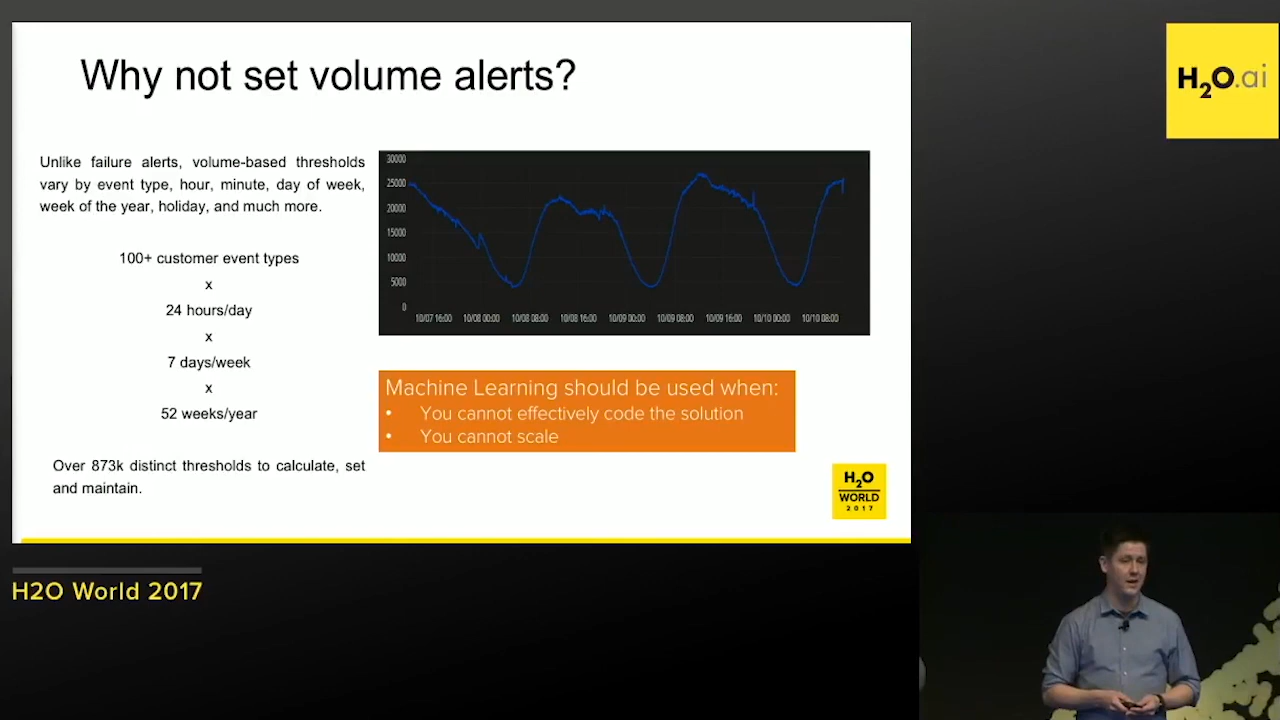 Why not set volume alerts?
H2O.ai
Unlike failure alerts, volume-based thresholds
vary by event type, hour, minute, day of week,
week of the year, holiday, and much more.
100+ customer event types
x
24 hours/day
x
7 days/week
x
52 weeks/year
Over 873k distinct thresholds to calculate, set
and maintain.
30000
25000
20000
15000
10000
5000
0
10/07 16:00 10/08 00:00 10/08 08:00 10/08 16:00 10/09 00:00 10/09 08:00 10/09 16:00 10/10 00:00 10/10 08:00
Machine Learning should be used when:
• You cannot effectively code the solution
• You cannot scale
H2O
WORLD
2017
H2O World 2017